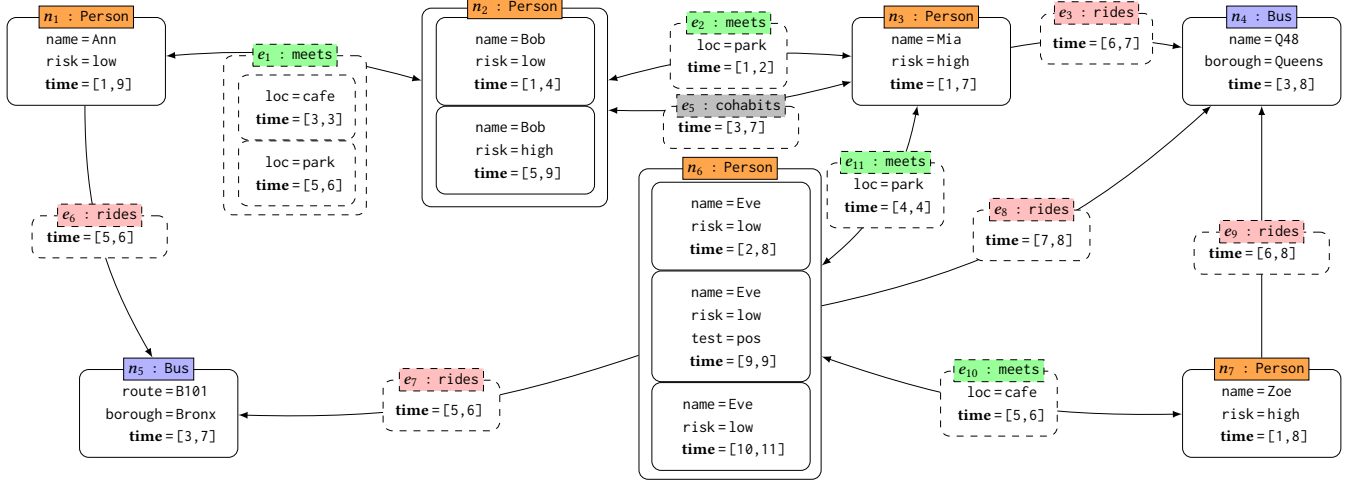 n1 : Person
name=Ann
risk=low
time=[1,9]
e1 : meets
loc=cafe
time=[3,3]
loc=park
time=[5,6]
n2 : Person
name=Bob
risk=low
time=[1,4]
name=Bob
risk=high
time=[5,9]
e2 : meets
loc=park
time=[1,2]
e5 : cohabits
time=[3,7]
n3 : Person
name=Mia
risk=high
time=[1,7]
e3 : rides
time=[6,7]
n4 : Bus
name=Q48
borough=Queens
time=[3,8]
e11 : meets
loc=park
time=[4,4]
n6 : Person
name=Eve
risk=low
time=[2,8]
name=Eve
risk=low
test=pos
time=[9,9]
name=Eve
risk=low
time=[10,11]
e6 : rides
time=[5,6]
e8 : rides
time=[7,8]
e9 : rides
time=[6,8]
n5 : Bus
route=B101
borough=Bronx
time=[3,7]
e7 : rides
time=[5,6]
e10 : meets
loc=cafe
time=[5,6]
n7 : Person
name=Zoe
risk=high
time=[1,8]